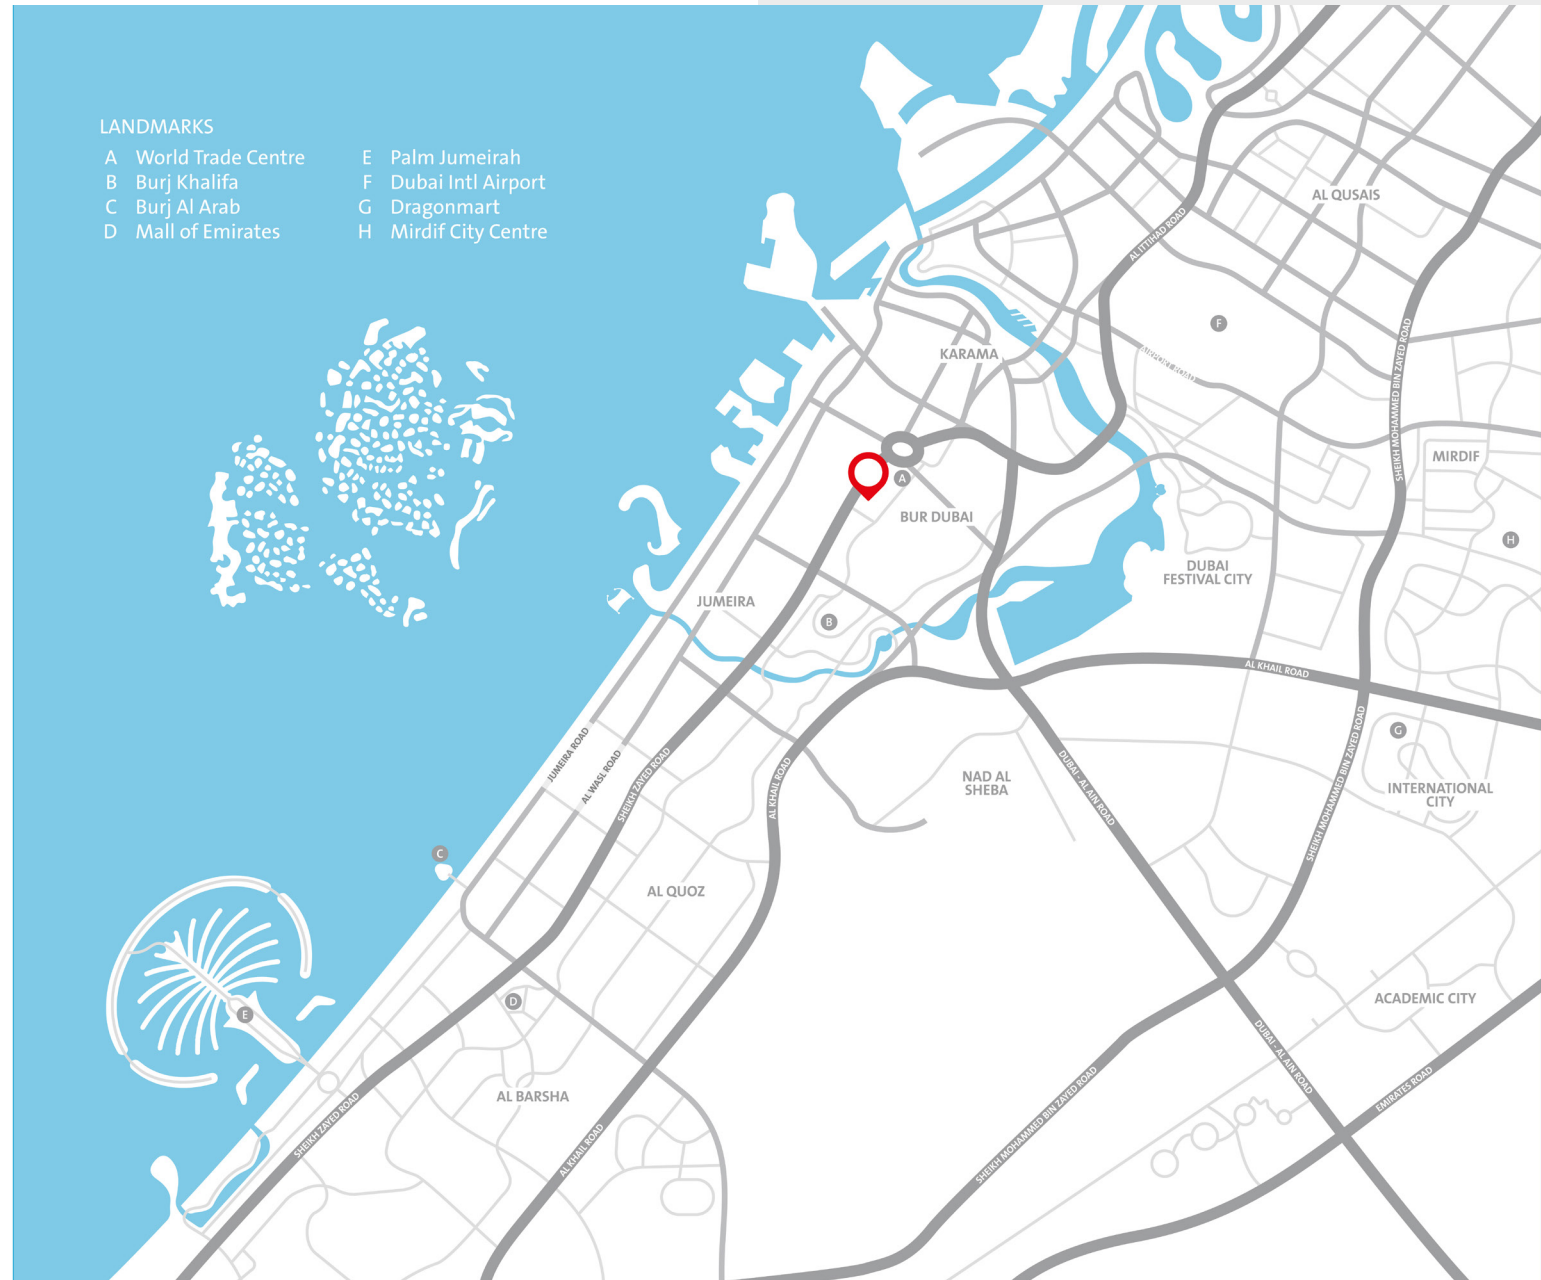 LANDMARKS
A World Trade Centre
B Burj Khalifa
C Burj Al Arab
D Mall of Emirates
E Palm Jumeirah
F Dubai Intl Airport
G Dragonmart
H Mirdif City Centre
AL QUSAIS
AL ITTIHAD ROAD
F
SHEIKH MOHAMMED BIN ZAYED ROAD
KARAMA
AIRPORT ROAD
MIRDIF
A
BUR DUBAI
H
DUBAI
FESTIVAL CITY
JUMEIRA
B
AL KHAIL ROAD
G
JUMEIRA ROAD
AL WASL ROAD
SHEIKH ZAYED ROAD
AL KHAIL ROAD
NAD AL
SHEBA
DUBAI - AL AIN ROAD
SHEIKH MOHAMMED BIN ZAYED ROAD
INTERNATIONAL
CITY
C
AL QUOZ
D
E
ACADEMIC CITY
AL BARSHA
SHEIKH ZAYED ROAD
AL KHAIL ROAD
SHEIKH MOHAMMED BIN ZAYED ROAD
DUBAI - AL AIN ROAD
EMIRATES ROAD